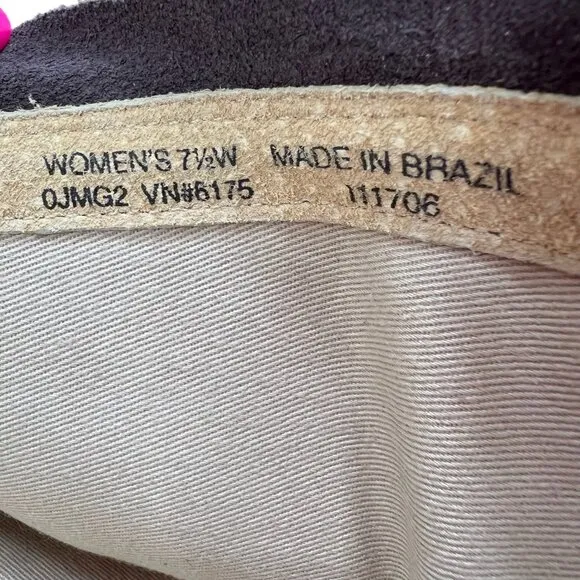 WOMEN'S 7½W MADE IN BRAZIL
0JMG2 VN#6175 111706